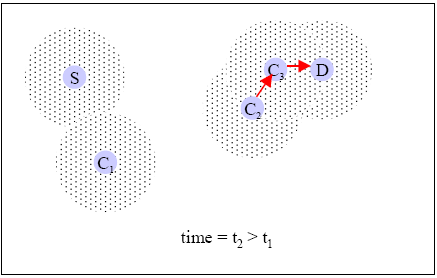 S
C₃
D
C₂
C₁
time = t₂ > t₁